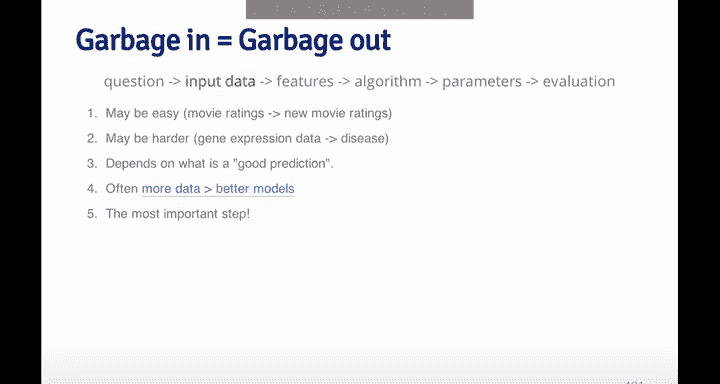 Garbage in = Garbage out
question -> input data -> features -> algorithm -> parameters -> evaluation
1. May be easy (movie ratings -> new movie ratings)
2. May be harder (gene expression data -> disease)
3. Depends on what is a "good prediction".
4. Often more data > better models
5. The most important step!